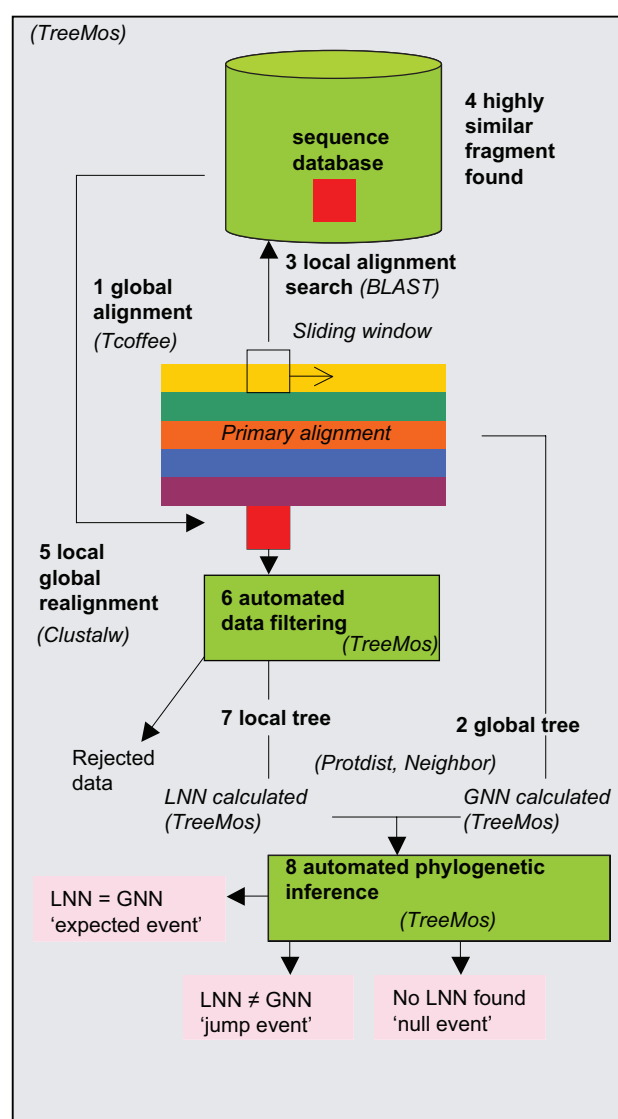 (TreeMos)
sequence
database
4 highly
similar
fragment
found
3 local alignment
search (BLAST)
1 global
alignment
(Tcoffee)
Sliding window
Primary alignment
5 local
global
realignment
(Clustalw)
6 automated
data filtering
(TreeMos)
7 local tree
2 global tree
Rejected
data
(Protdist, Neighbor)
LNN calculated
(TreeMos)
GNN calculated
(TreeMos)
8 automated phylogenetic
inference
(TreeMos)
LNN = GNN
‘expected event’
LNN ≠ GNN
‘jump event’
No LNN found
‘null event’